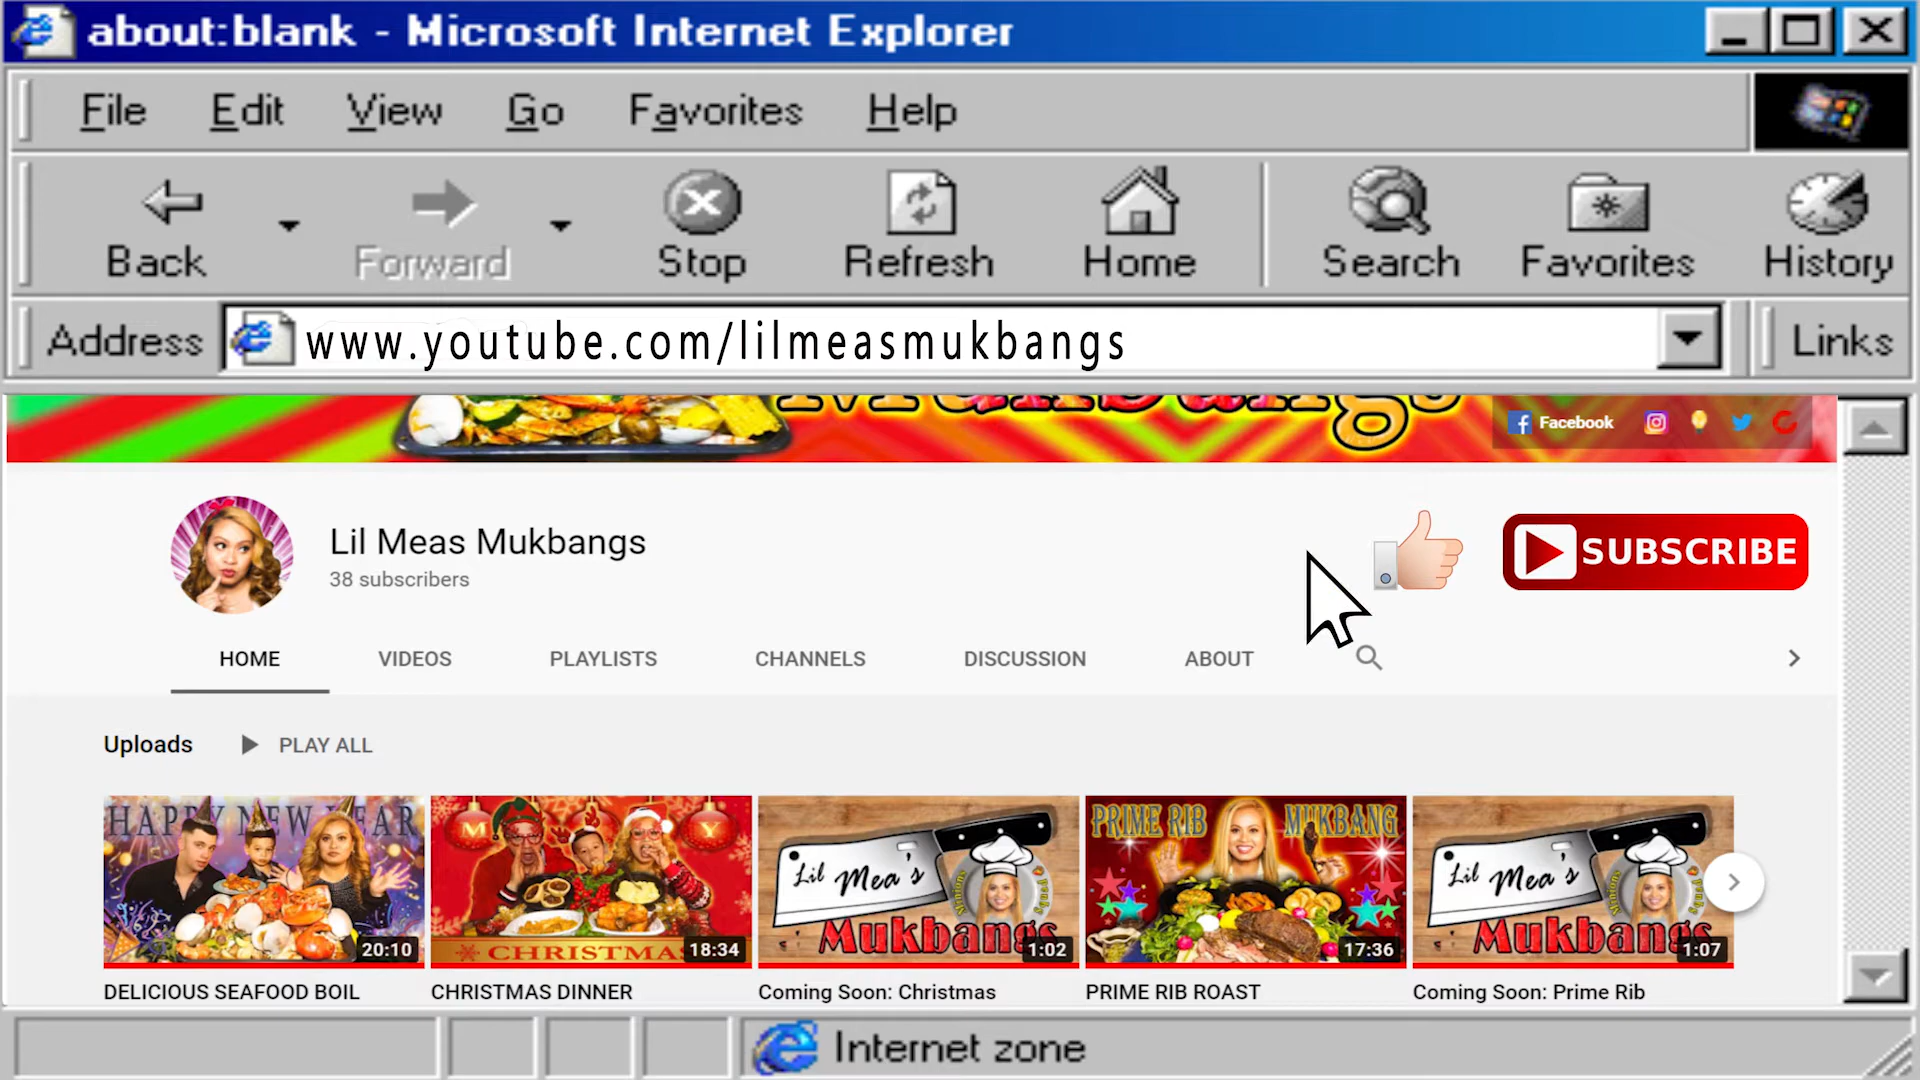 about:blank - Microsoft Internet Explorer
File Edit View Go Favorites Help
Back Forward Stop Refresh Home Search Favorites History
Address www.youtube.com/lilmeasmukbangs Links
Mukbangs
Facebook
Lil Meas Mukbangs
38 subscribers
SUBSCRIBE
HOME VIDEOS PLAYLISTS CHANNELS DISCUSSION ABOUT
Uploads PLAY ALL
HAPPY NEW YEAR
20:10
M Y
CHRISTMAS
18:34
Lil Mea's
Mukbangs
1:02
PRIME RIB MUKBANG
17:36
Lil Mea's
Mukbangs
1:07
DELICIOUS SEAFOOD BOIL
CHRISTMAS DINNER
Coming Soon: Christmas
PRIME RIB ROAST
Coming Soon: Prime Rib
Internet zone